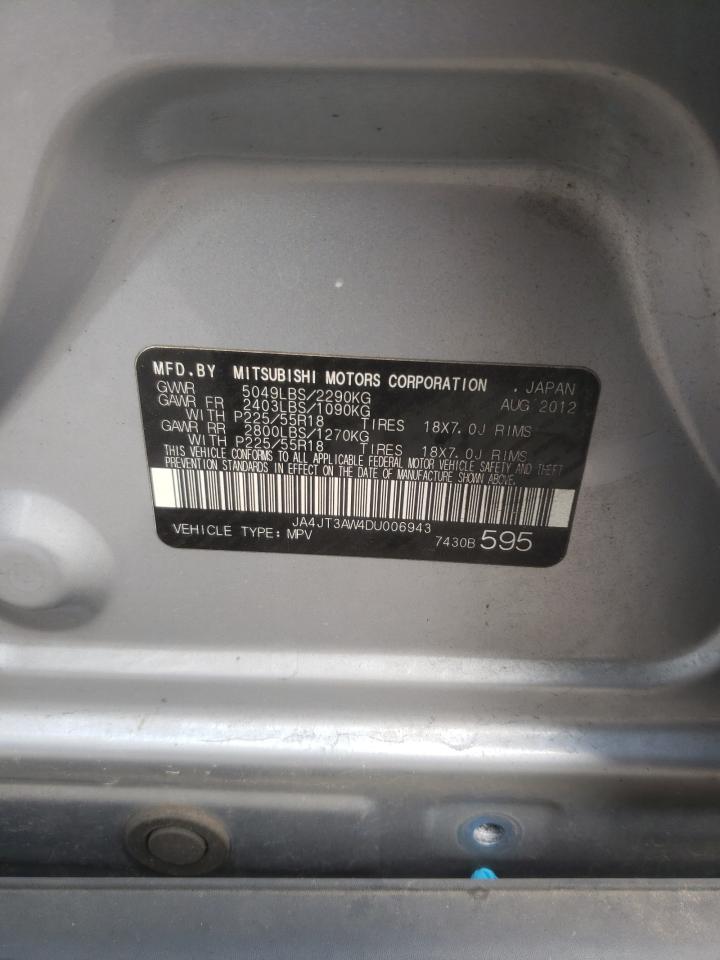 MFD.BY MITSUBISHI MOTORS CORPORATION . JAPAN
GWWR 5049LBS/2290KG AUG 2012
GAWR FR 2403LBS/1090KG
WITH P225/55R18 TIRES 18X7.0J RIMS
GAWR RR 2800LBS/1270KG
WITH P225/55R18 TIRES 18X7.0J RIMS
THIS VEHICLE CONFORMS TO ALL APPLICABLE FEDERAL MOTOR VEHICLE SAFETY AND THEFT
PREVENTION STANDARDS IN EFFECT ON THE DATE OF MANUFACTURE SHOWN ABOVE.
JA4JT3AW4DU006943
VEHICLE TYPE: MPV 7430B 595